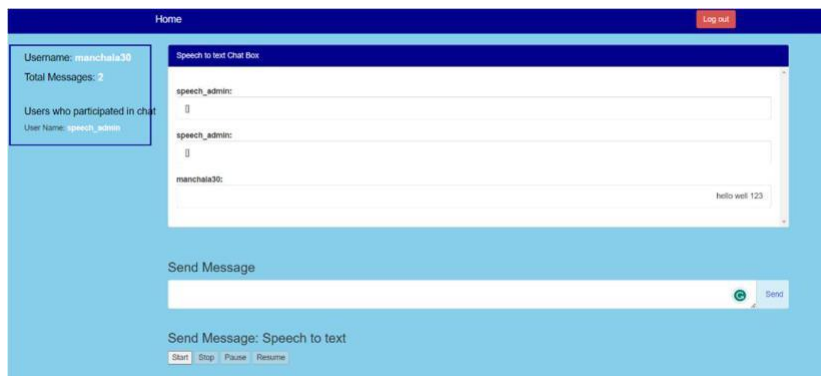 Home
Log out
Username: manchala30
Total Messages: 2
Users who participated in chat
User Name: speech_admin
Speech to text Chat Box
speech_admin:
[]
speech_admin:
[]
manchala30:
hello well 123
Send Message
Send
Send Message: Speech to text
Start Stop Pause Resume